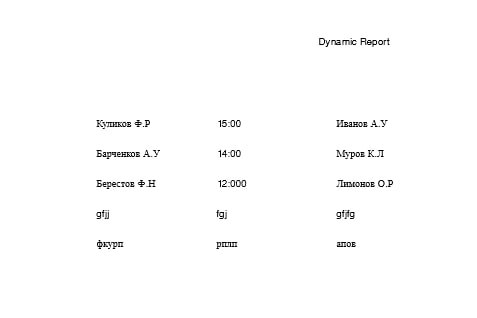 Dynamic Report
Куликов Ф.Р 15:00 Иванов А.У
Барченков А.У 14:00 Муров К.Л
Берестов Ф.Н 12:000 Лимонов О.Р
gfjj fgj gfjfg
фкурп рплп апов